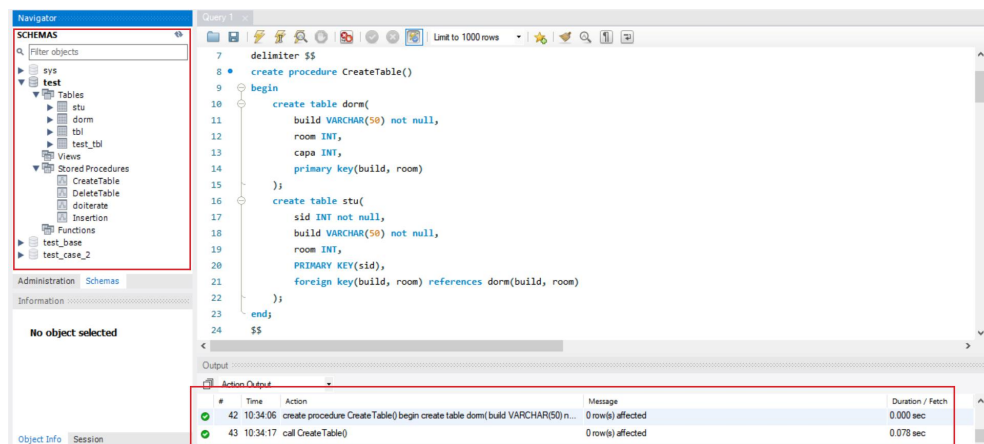 Navigator
SCHEMAS
Filter objects
sys
test
Tables
stu
dorm
tbl
test_tbl
Views
Stored Procedures
CreateTable
DeleteTable
doiterate
Insertion
Functions
test_base
test_case_2
Administration Schemas
Information
No object selected
Object Info Session
Query 1
Limit to 1000 rows
7 delimiter $$
8 create procedure CreateTable()
9 begin
10 create table dorm(
11 build VARCHAR(50) not null,
12 room INT,
13 capa INT,
14 primary key(build, room)
15 );
16 create table stu(
17 sid INT not null,
18 build VARCHAR(50) not null,
19 room INT,
20 PRIMARY KEY(sid),
21 foreign key(build, room) references dorm(build, room)
22 );
23 end;
24 $$
Output
Action Output
# Time Action Message Duration / Fetch
42 10:34:06 create procedure CreateTable() begin create table dorm( build VARCHAR(50) n... 0 row(s) affected 0.000 sec
43 10:34:17 call CreateTable() 0 row(s) affected 0.078 sec